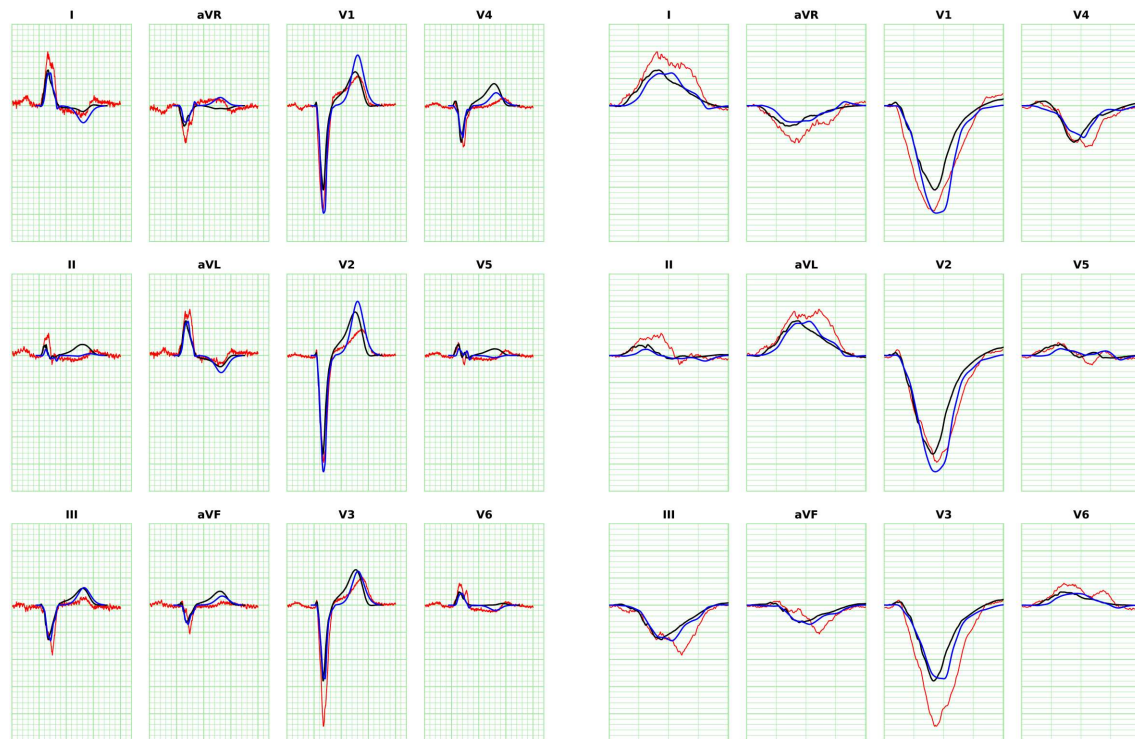 I aVR V1 V4 I aVR V1 V4
II aVL V2 V5 II aVL V2 V5
III aVF V3 V6 III aVF V3 V6